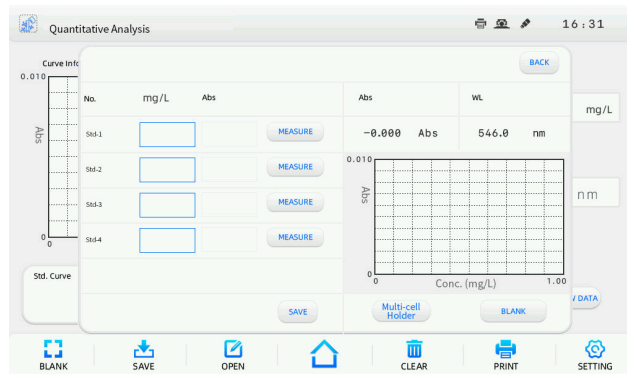 Quantitative Analysis
16:31
Curve Info
BACK
0.010
Abs
0
0
No. mg/L Abs
Std-1 MEASURE
Std-2 MEASURE
Std-3 MEASURE
Std-4 MEASURE
SAVE
Abs WL
-0.000 Abs 546.0 nm
0.010
Abs
0
0 Conc. (mg/L) 1.00
Multi-cell
Holder
BLANK
mg/L
nm
Std. Curve
DATA
BLANK SAVE OPEN CLEAR PRINT SETTING